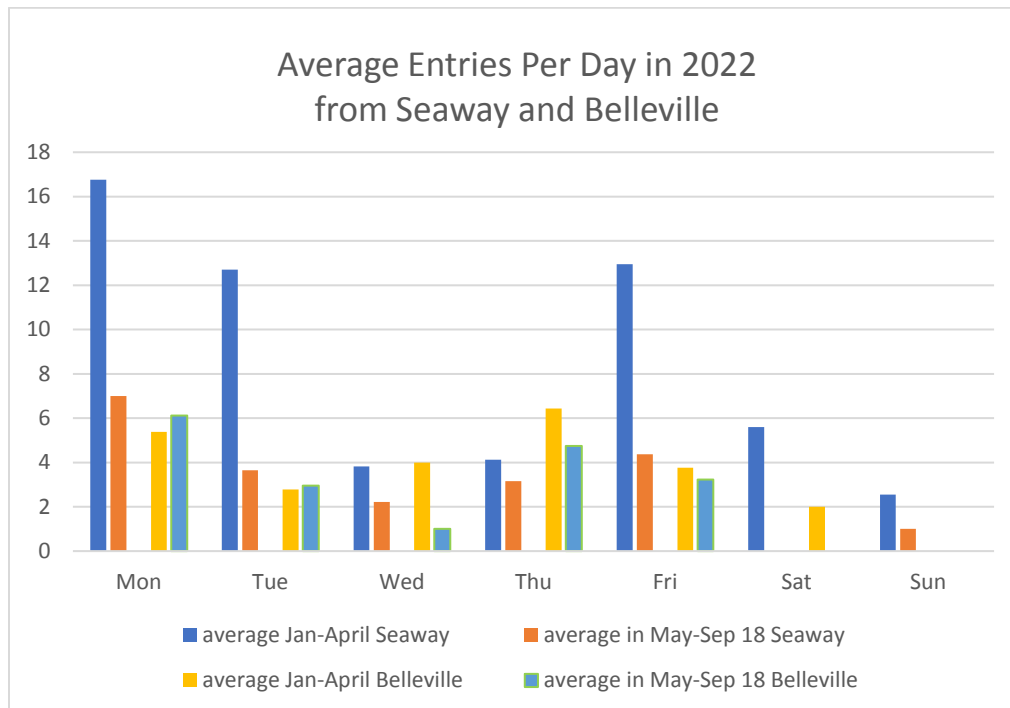 Average Entries Per Day in 2022
from Seaway and Belleville
18
16
14
12
10
8
6
4
2
0
Mon Tue Wed Thu Fri Sat Sun
average Jan-April Seaway average in May-Sep 18 Seaway
average Jan-April Belleville average in May-Sep 18 Belleville